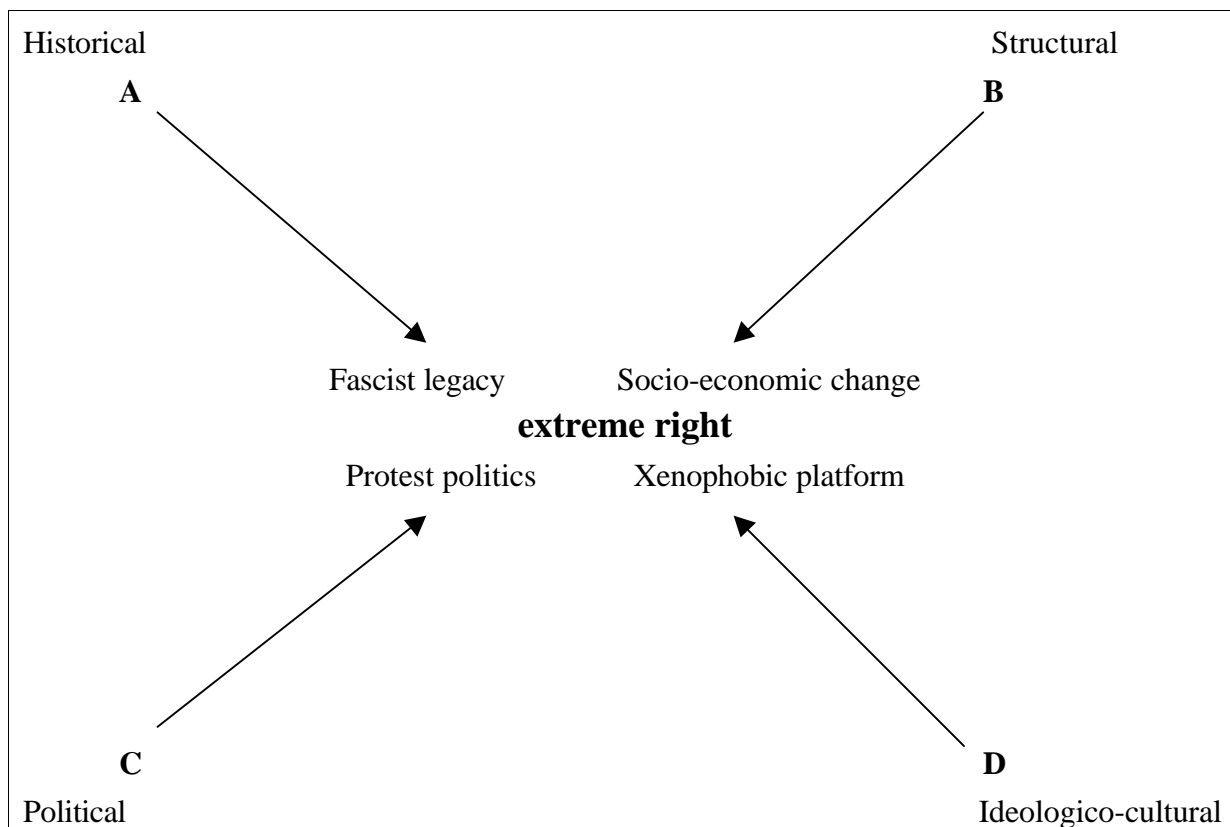 Historical
Structural
A
B
Fascist legacy
Socio-economic change
extreme right
Protest politics
Xenophobic platform
C
D
Political
Ideologico-cultural